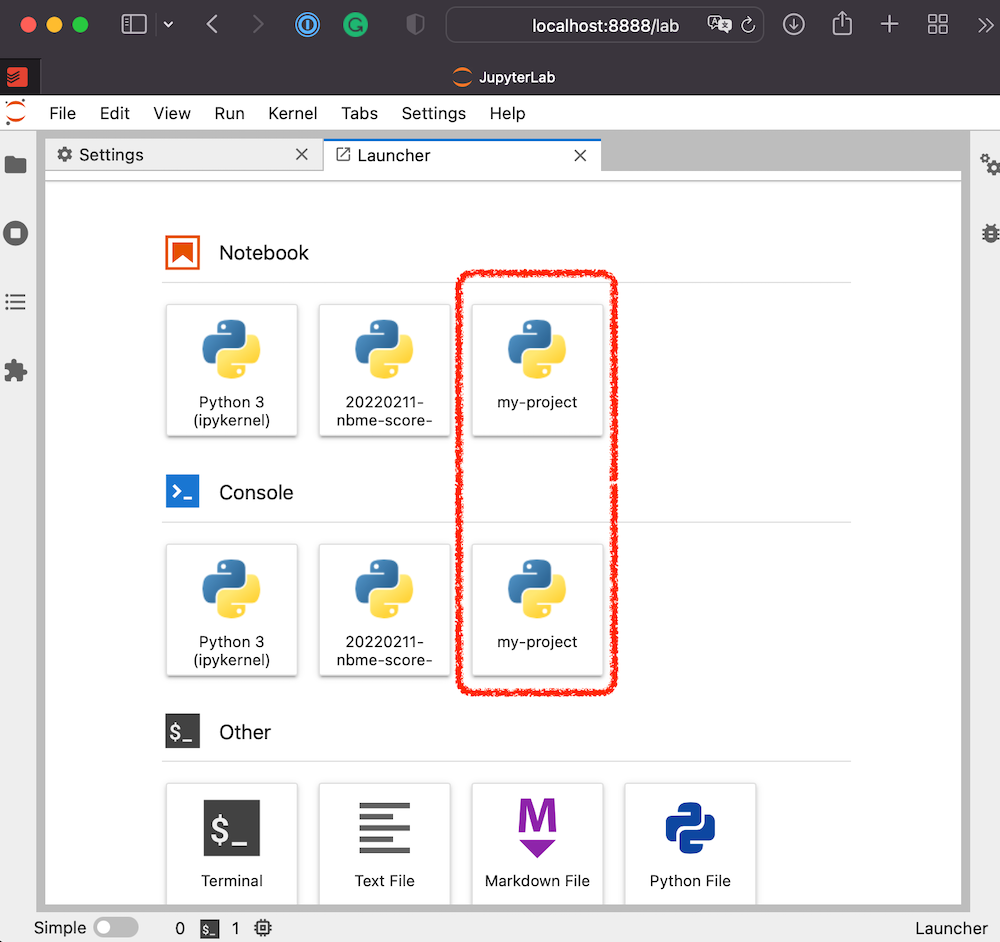 localhost:8888/lab
JupyterLab
File Edit View Run Kernel Tabs Settings Help
Settings
Launcher
Notebook
Python 3
(ipykernel)
20220211-
nbme-score-
my-project
Console
Python 3
(ipykernel)
20220211-
nbme-score-
my-project
$_
Other
$_
Terminal
Text File
M
Markdown File
Python File
Simple
0
$_
1
Launcher